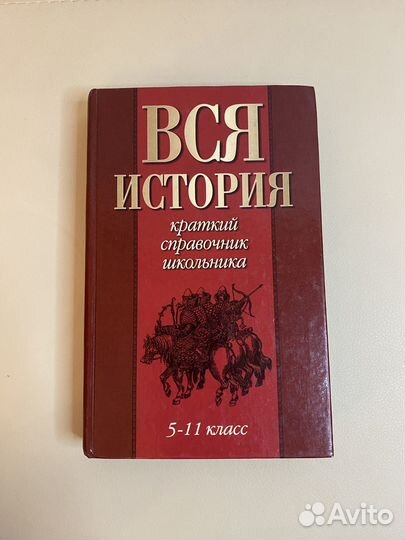 ВСЯ
ИСТОРИЯ
краткий
справочник
школьника
5-11 класс
Avito